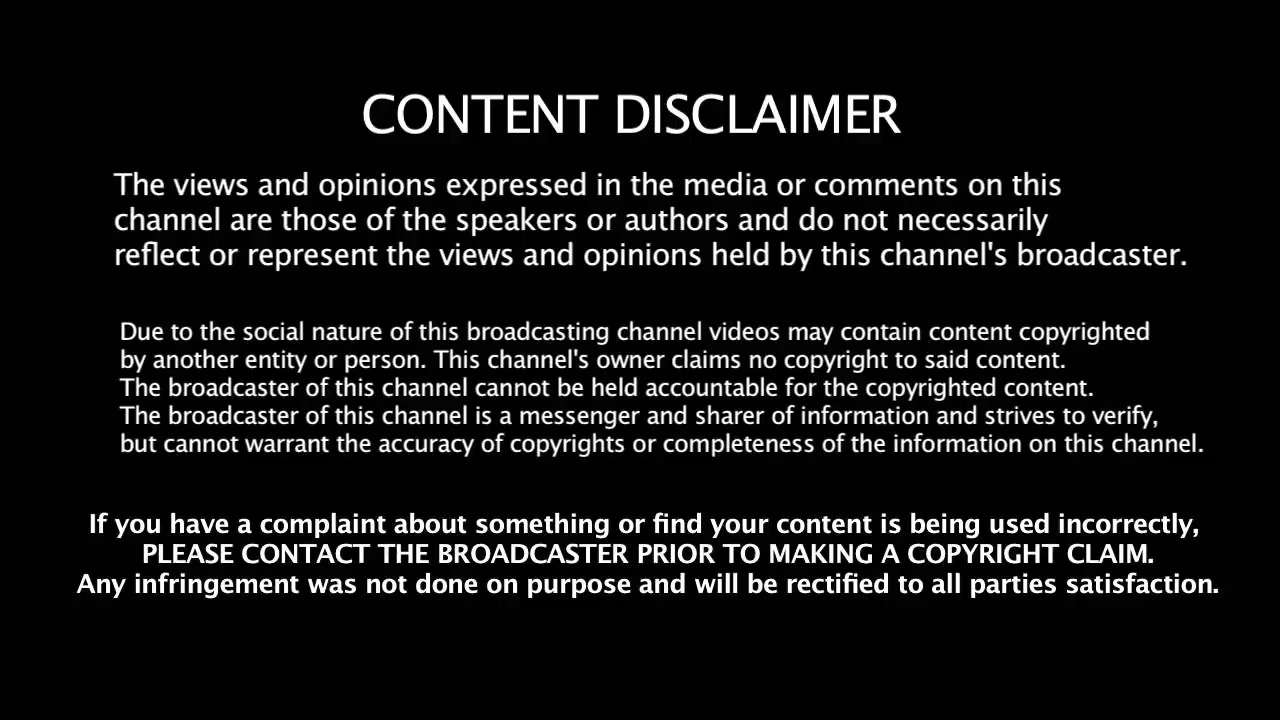 CONTENT DISCLAIMER
The views and opinions expressed in the media or comments on this
channel are those of the speakers or authors and do not necessarily
reflect or represent the views and opinions held by this channel's broadcaster.
Due to the social nature of this broadcasting channel videos may contain content copyrighted
by another entity or person. This channel's owner claims no copyright to said content.
The broadcaster of this channel cannot be held accountable for the copyrighted content.
The broadcaster of this channel is a messenger and sharer of information and strives to verify,
but cannot warrant the accuracy of copyrights or completeness of the information on this channel.
If you have a complaint about something or find your content is being used incorrectly,
PLEASE CONTACT THE BROADCASTER PRIOR TO MAKING A COPYRIGHT CLAIM.
Any infringement was not done on purpose and will be rectified to all parties satisfaction.